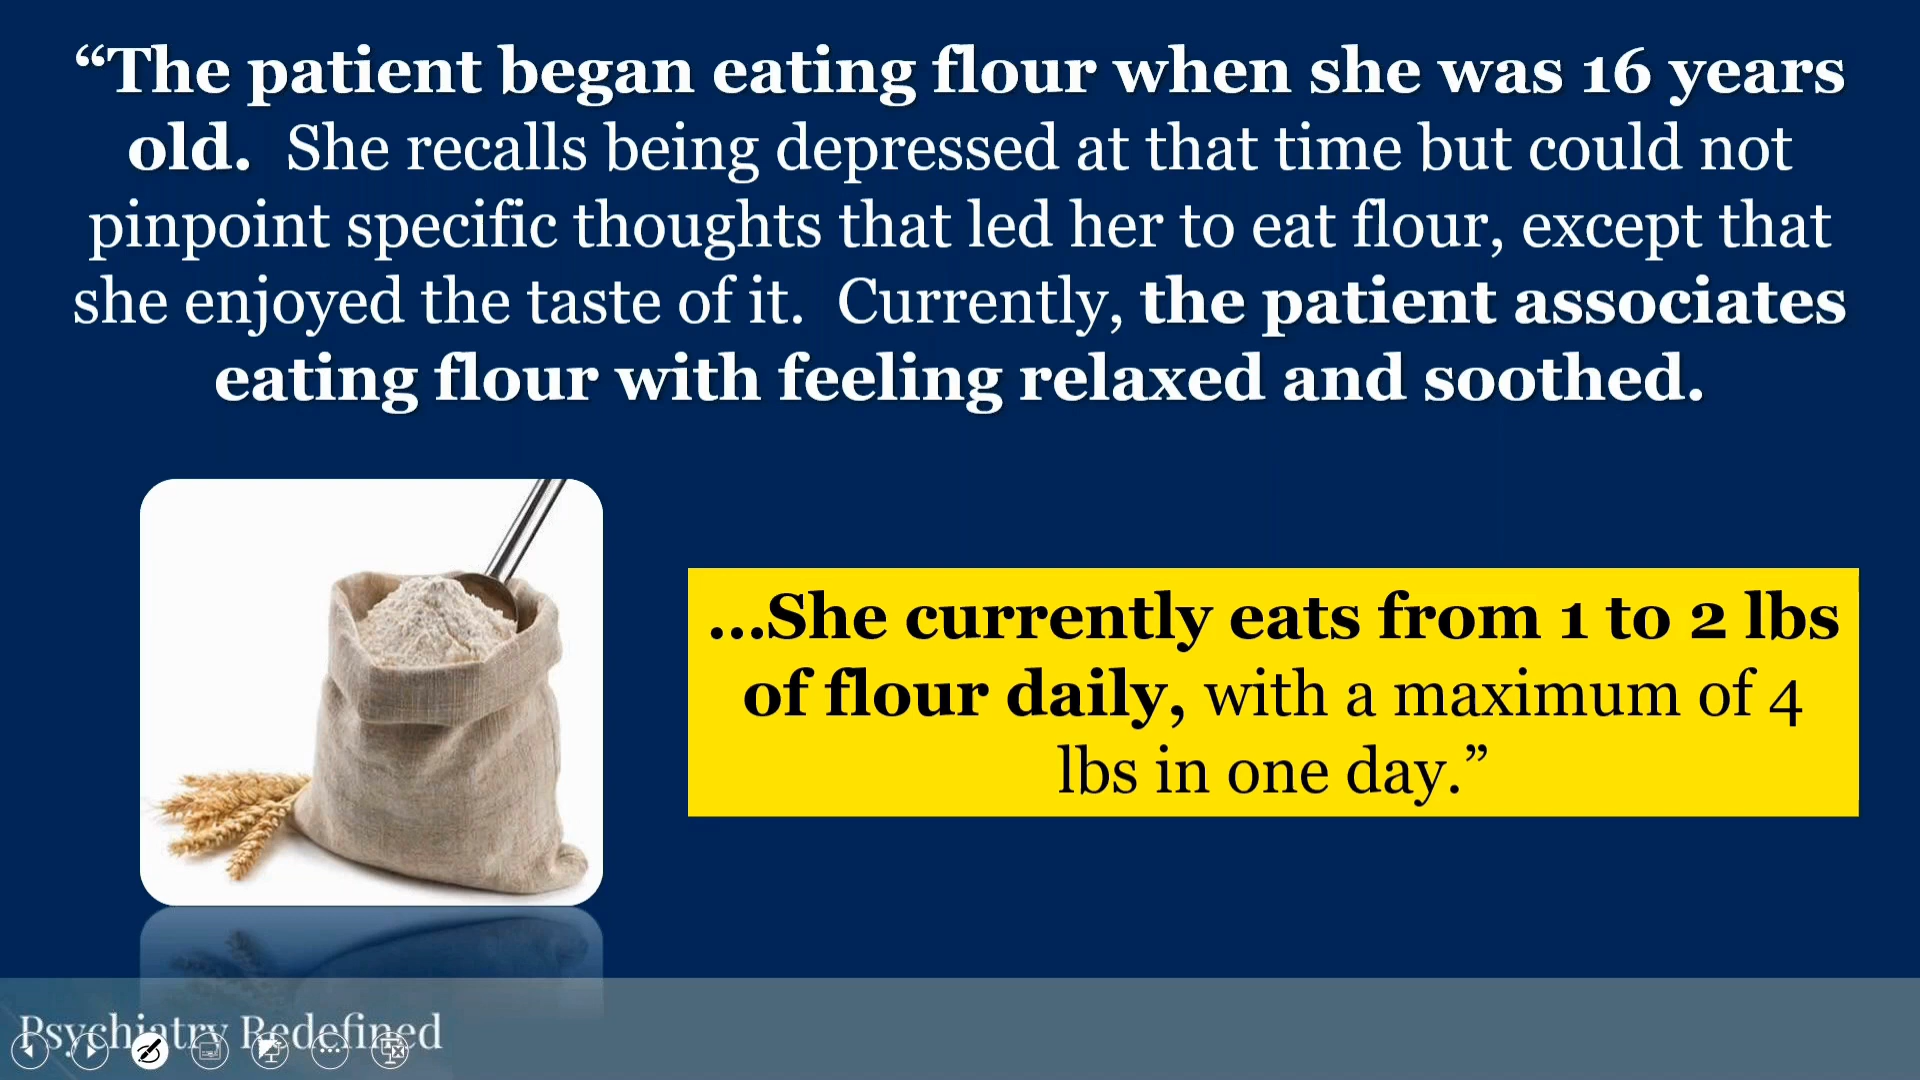 “The patient began eating flour when she was 16 years
old.  She recalls being depressed at that time but could not
pinpoint specific thoughts that led her to eat flour, except that
she enjoyed the taste of it.  Currently, the patient associates
eating flour with feeling relaxed and soothed.
...She currently eats from 1 to 2 lbs
of flour daily, with a maximum of 4
lbs in one day.”
Psychiatry Redefined